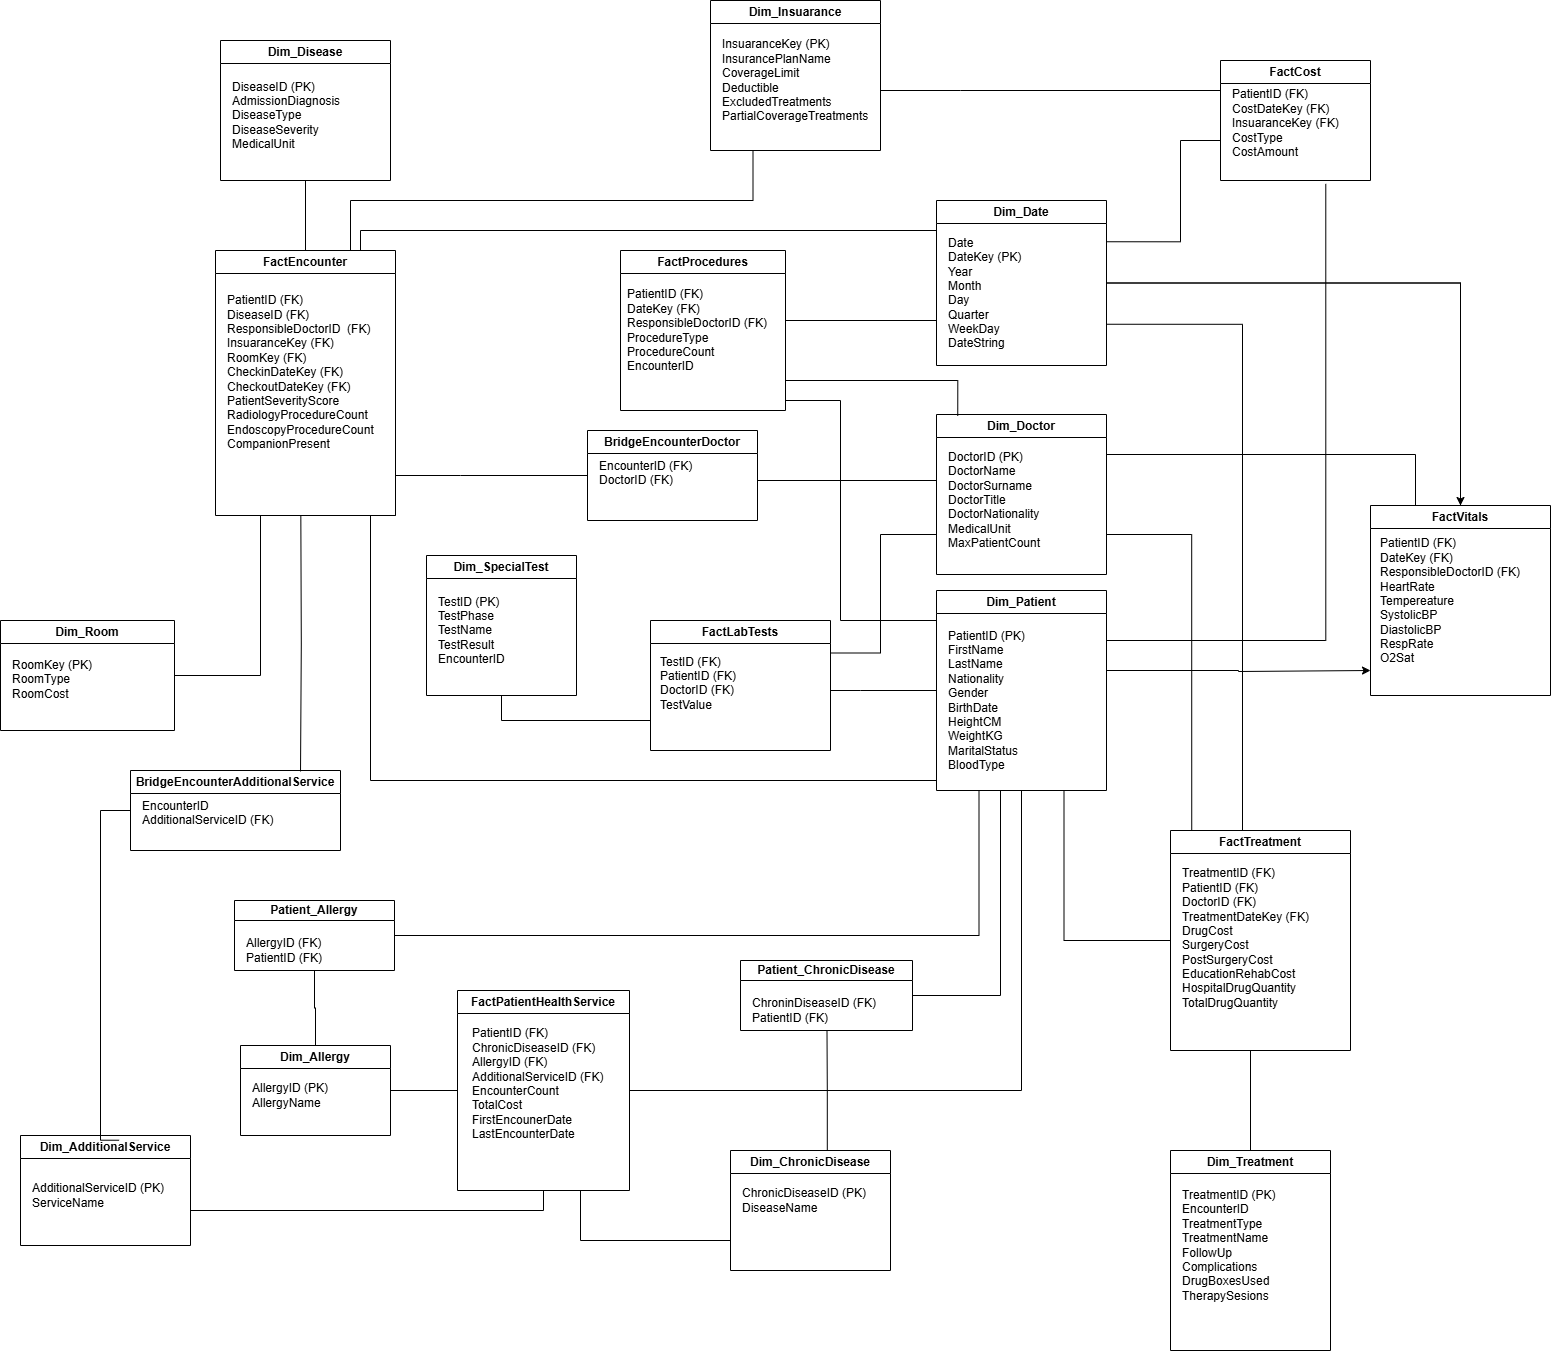 Dim_Insuarance
InsuaranceKey (PK)
InsurancePlanName
CoverageLimit
Deductible
ExcludedTreatments
PartialCoverageTreatments
Dim_Disease
DiseaseID (PK)
AdmissionDiagnosis
DiseaseType
DiseaseSeverity
MedicalUnit
FactCost
PatientID (FK)
CostDateKey (FK)
InsuaranceKey (FK)
CostType
CostAmount
Dim_Date
Date
DateKey (PK)
Year
Month
Day
Quarter
WeekDay
DateString
FactEncounter
PatientID (FK)
DiseaseID (FK)
ResponsibleDoctorID  (FK)
InsuaranceKey (FK)
RoomKey (FK)
CheckinDateKey (FK)
CheckoutDateKey (FK)
PatientSeverityScore
RadiologyProcedureCount
EndoscopyProcedureCount
CompanionPresent
FactProcedures
PatientID (FK)
DateKey (FK)
ResponsibleDoctorID (FK)
ProcedureType
ProcedureCount
EncounterID
Dim_Doctor
DoctorID (PK)
DoctorName
DoctorSurname
DoctorTitle
DoctorNationality
MedicalUnit
MaxPatientCount
BridgeEncounterDoctor
EncounterID (FK)
DoctorID (FK)
FactVitals
PatientID (FK)
DateKey (FK)
ResponsibleDoctorID (FK)
HeartRate
Tempereature
SystolicBP
DiastolicBP
RespRate
O2Sat
Dim_SpecialTest
TestID (PK)
TestPhase
TestName
TestResult
EncounterID
Dim_Patient
PatientID (PK)
FirstName
LastName
Nationality
Gender
BirthDate
HeightCM
WeightKG
MaritalStatus
BloodType
Dim_Room
RoomKey (PK)
RoomType
RoomCost
FactLabTests
TestID (FK)
PatientID (FK)
DoctorID (FK)
TestValue
BridgeEncounterAdditionalService
EncounterID
AdditionalServiceID (FK)
FactTreatment
TreatmentID (FK)
PatientID (FK)
DoctorID (FK)
TreatmentDateKey (FK)
DrugCost
SurgeryCost
PostSurgeryCost
EducationRehabCost
HospitalDrugQuantity
TotalDrugQuantity
Patient_Allergy
AllergyID (FK)
PatientID (FK)
Patient_ChronicDisease
ChroninDiseaseID (FK)
PatientID (FK)
FactPatientHealthService
PatientID (FK)
ChronicDiseaseID (FK)
AllergyID (FK)
AdditionalServiceID (FK)
EncounterCount
TotalCost
FirstEncounerDate
LastEncounterDate
Dim_Allergy
AllergyID (PK)
AllergyName
Dim_AdditionalService
AdditionalServiceID (PK)
ServiceName
Dim_ChronicDisease
ChronicDiseaseID (PK)
DiseaseName
Dim_Treatment
TreatmentID (PK)
EncounterID
TreatmentType
TreatmentName
FollowUp
Complications
DrugBoxesUsed
TherapySesions